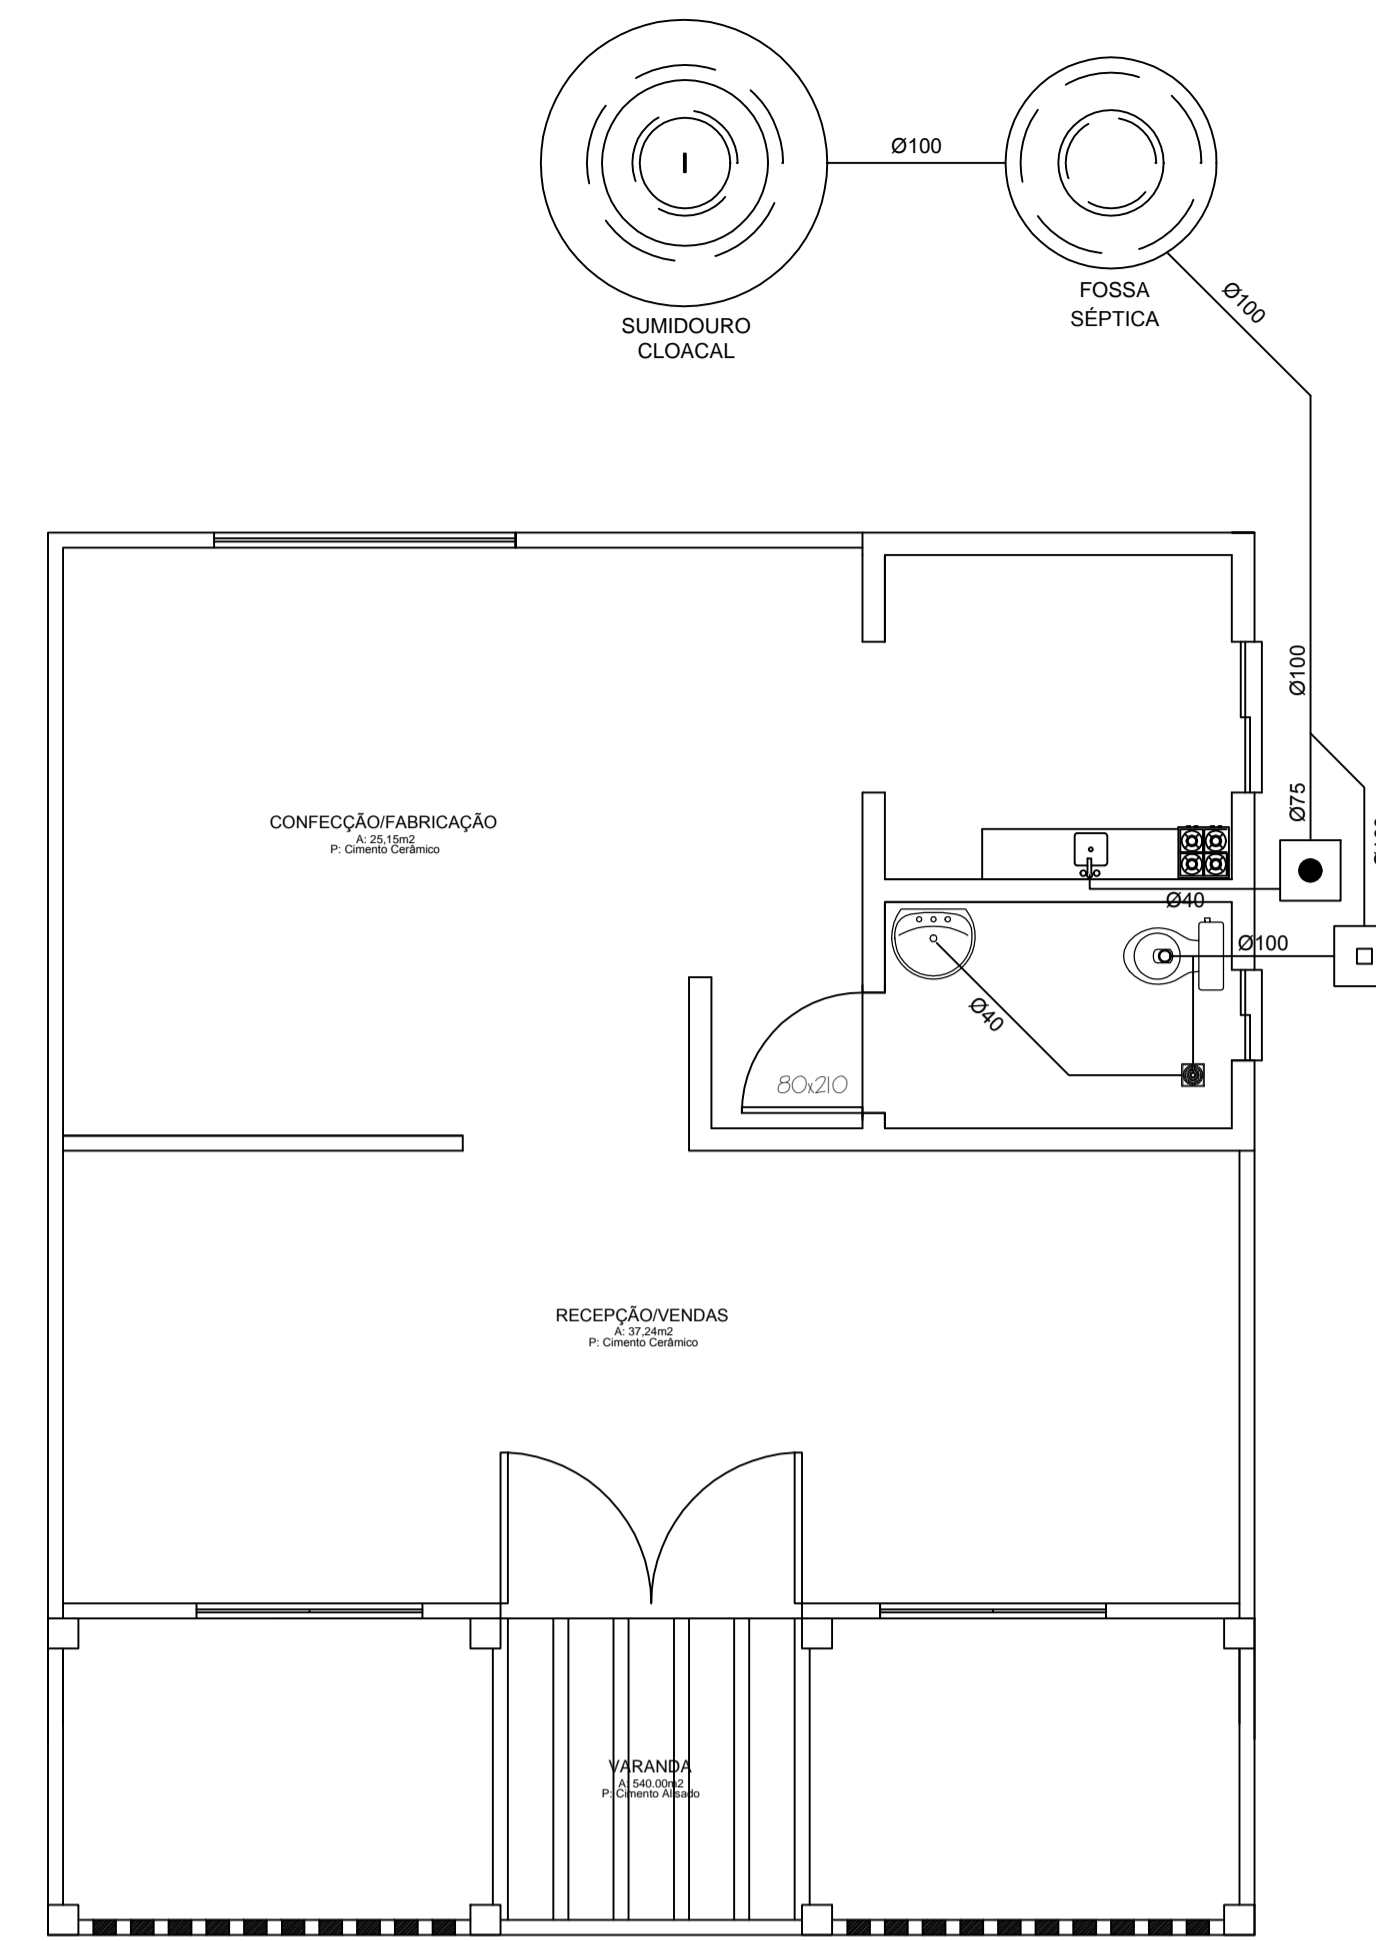 Ø100
SUMIDOURO
CLOACAL
FOSSA
SÉPTICA
Ø100
Ø100
Ø75
CONFECÇÃO/FABRICAÇÃO
A: 25,15m2
P: Cimento Cerâmico
Ø40
Ø100
Ø40
80x210
RECEPÇÃO/VENDAS
A: 37,24m2
P: Cimento Cerâmico
VARANDA
A: 540.00m2
P: Cimento Alisado